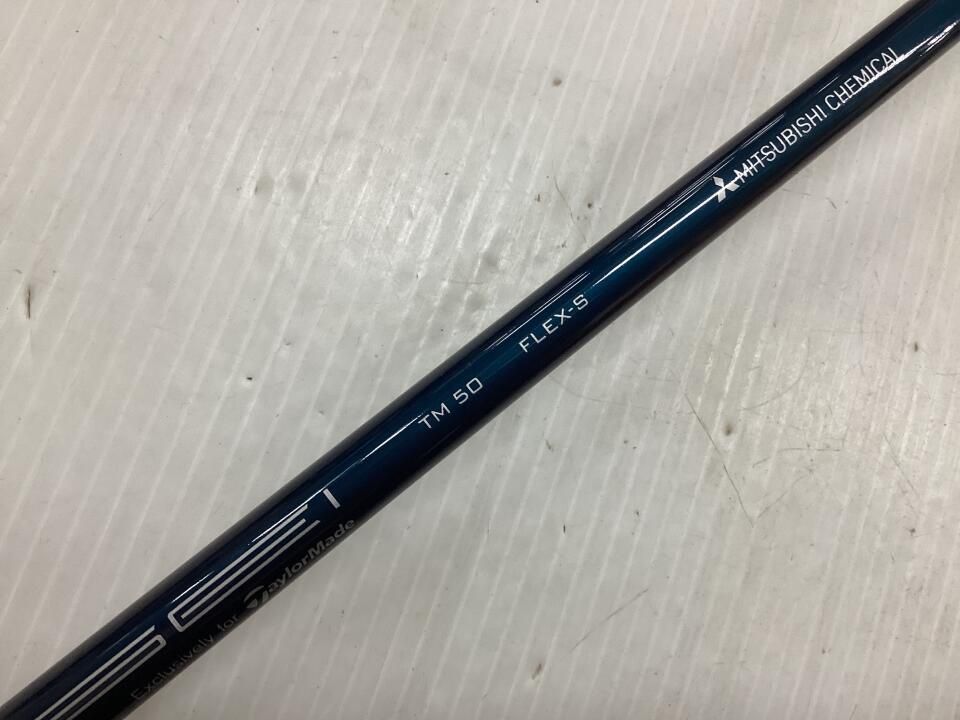 Exclusively for TaylorMade
TM 50 FLEX-S
MITSUBISHI CHEMICAL